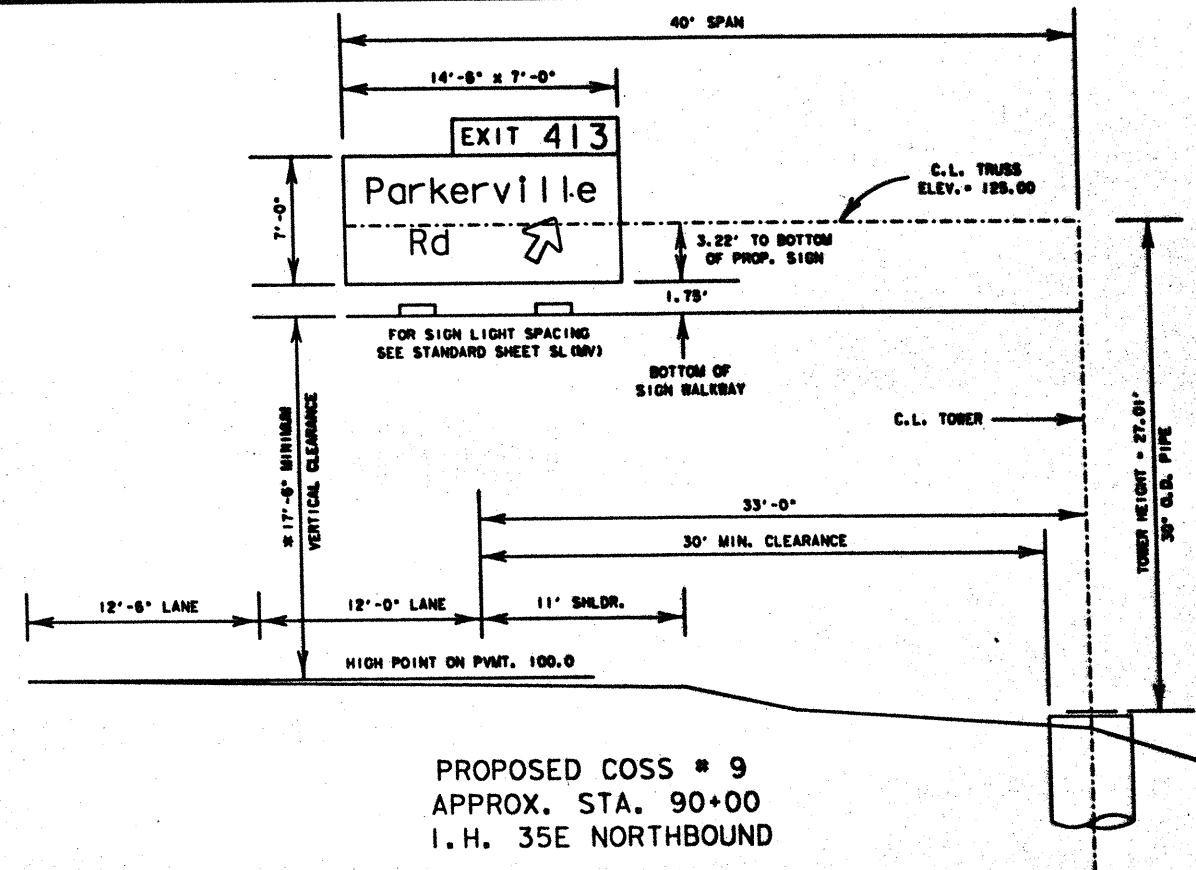 40' SPAN
14'-6" x 7'-0"
EXIT 413
Parkerville
Rd
7'-0"
C.L. TRUSS
ELEV. = 125.00
3.22' TO BOTTOM
OF PROP. SIGN
1.75'
FOR SIGN LIGHT SPACING
SEE STANDARD SHEET SL(MV)
BOTTOM OF
SIGN WALKWAY
* 17'-6" MINIMUM
VERTICAL CLEARANCE
C.L. TOWER
TOWER HEIGHT = 27.01'
30" O.D. PIPE
33'-0"
30' MIN. CLEARANCE
12'-6" LANE
12'-0" LANE
11' SHLDR.
HIGH POINT ON PVMT. 100.0
PROPOSED COSS # 9
APPROX. STA. 90+00
I.H. 35E NORTHBOUND